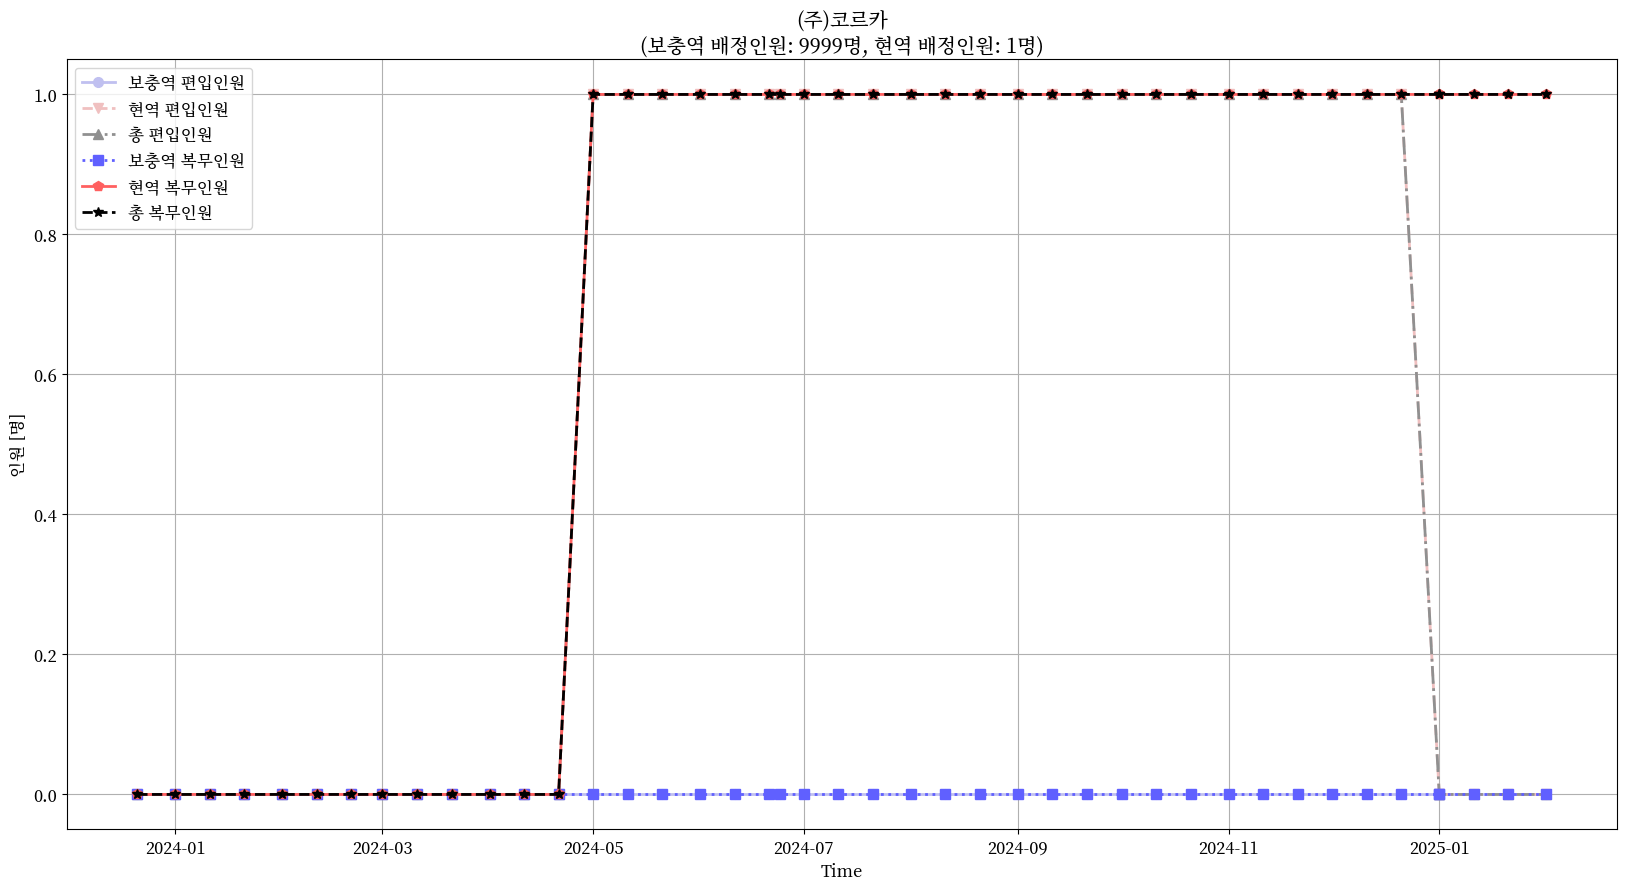 (주)코르카
(보충역 배정인원: 9999명, 현역 배정인원: 1명)
보충역 편입인원
현역 편입인원
총 편입인원
보충역 복무인원
현역 복무인원
총 복무인원
1.0
0.8
0.6
0.4
0.2
0.0
인원 [명]
2024-01
2024-03
2024-05
2024-07
2024-09
2024-11
2025-01
Time